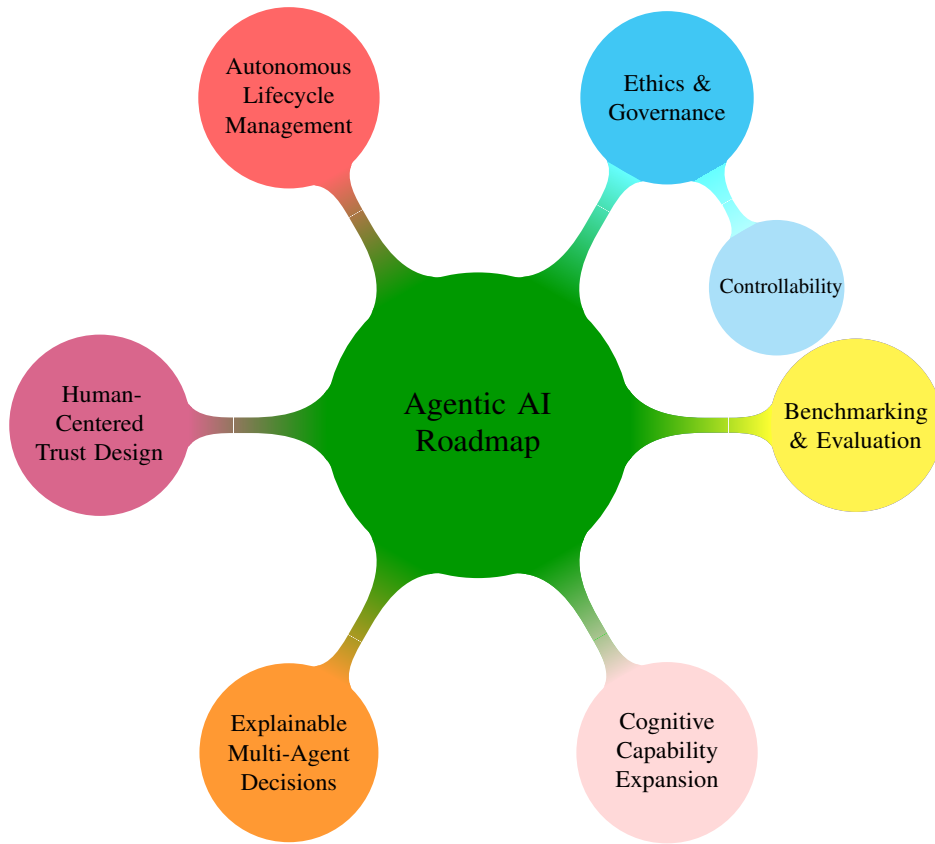 Autonomous
Lifecycle
Management
Ethics &
Governance
Controllability
Human-
Centered
Trust Design
Agentic AI
Roadmap
Benchmarking
& Evaluation
Explainable
Multi-Agent
Decisions
Cognitive
Capability
Expansion